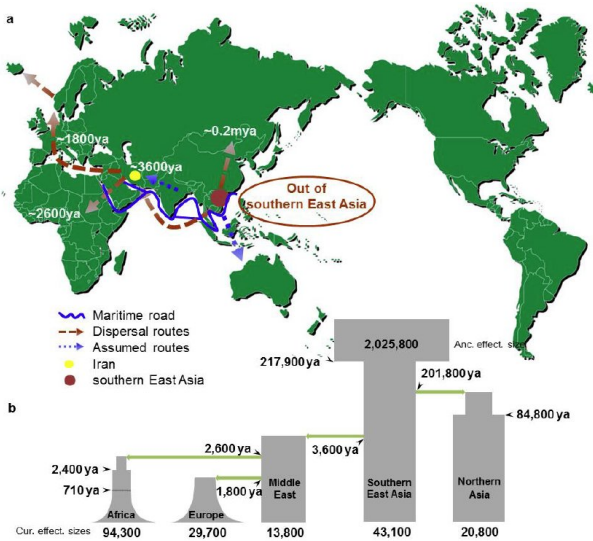 a
~0.2mya
~1800ya
~3600ya
Out of
southern East Asia
~2600ya
Maritime road
Dispersal routes
Assumed routes
Iran
southern East Asia
2,025,800
Anc. effect. sizes
217,900 ya
201,800 ya
b
84,800 ya
2,600 ya
3,600 ya
2,400 ya
Middle
East
Southern
East Asia
Northern
Asia
710 ya
1,800 ya
Africa
Europe
Cur. effect. sizes
94,300
29,700
13,800
43,100
20,800